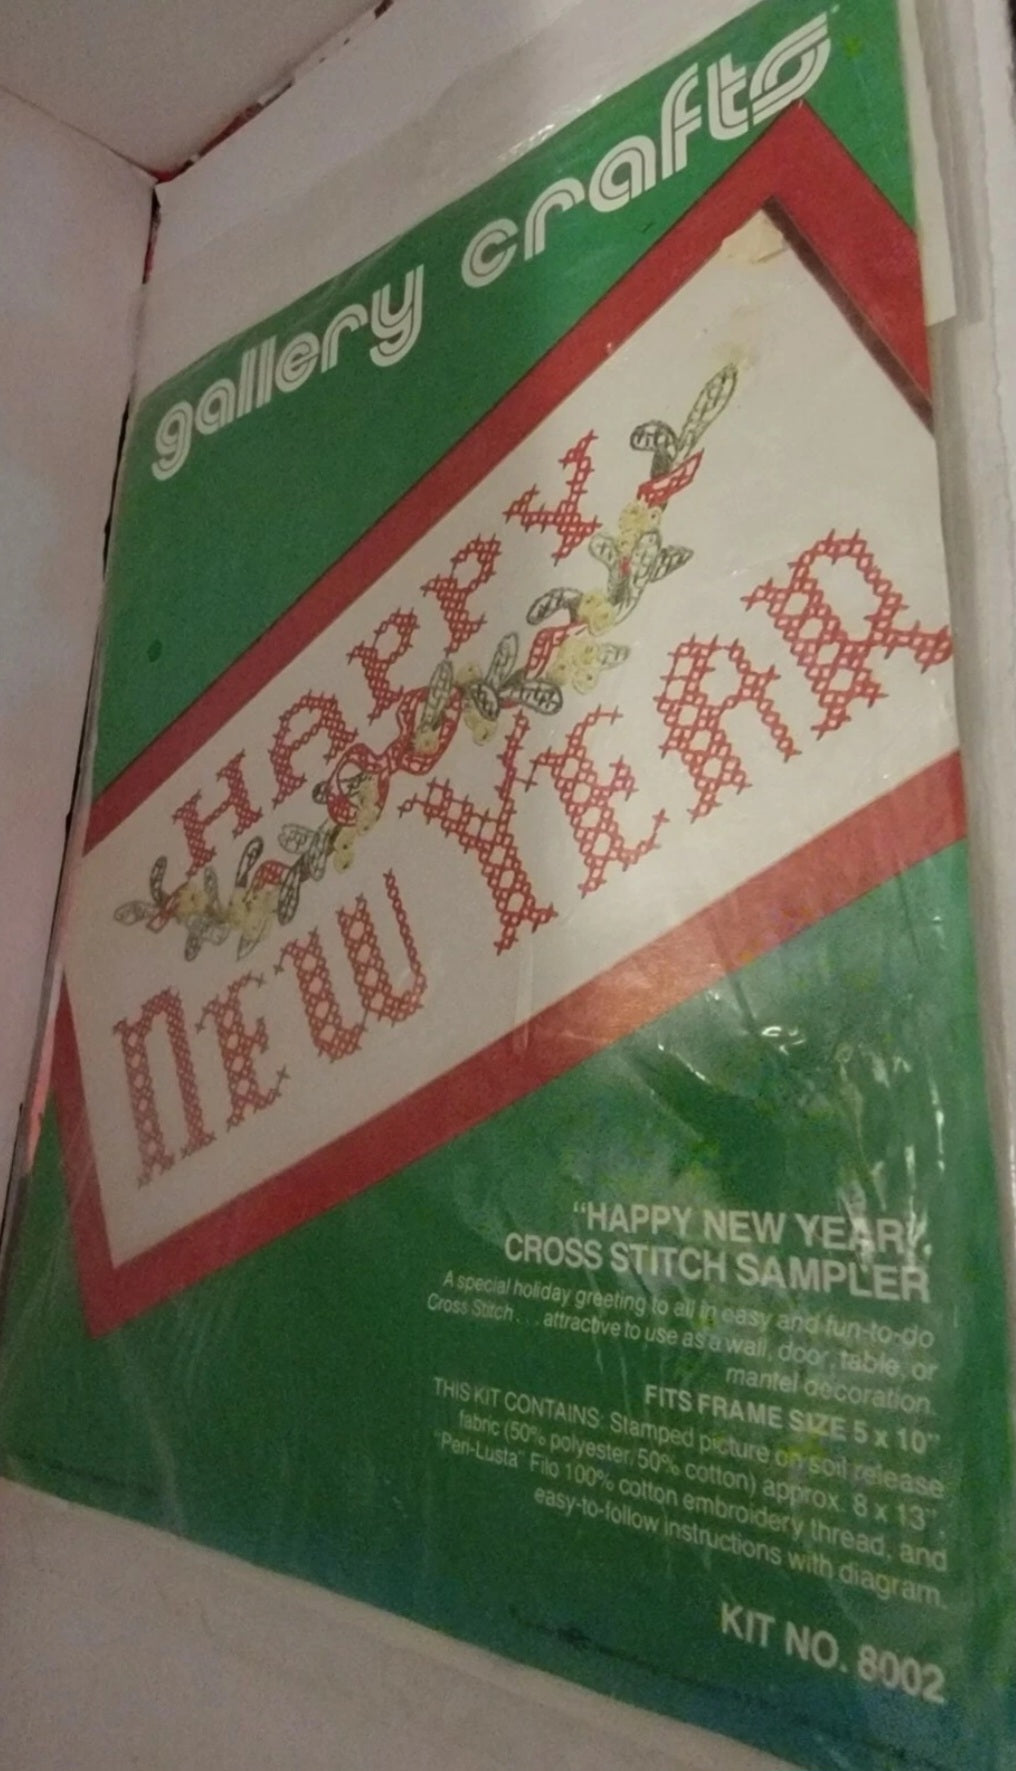 gallery crafts
HAPPY
NEW YEAR
"HAPPY NEW YEAR"
CROSS STITCH SAMPLER
A special holiday greeting to all in easy and fun-to-do
Cross Stitch... attractive to use as a wall, door, table, or
mantel decoration.
FITS FRAME SIZE 5 x 10"
THIS KIT CONTAINS: Stamped picture on soil release
fabric (50% polyester/50% cotton) approx. 8 x 13",
"Peri-Lusta" Filo 100% cotton embroidery thread, and
easy-to-follow instructions with diagram.
KIT NO. 8002